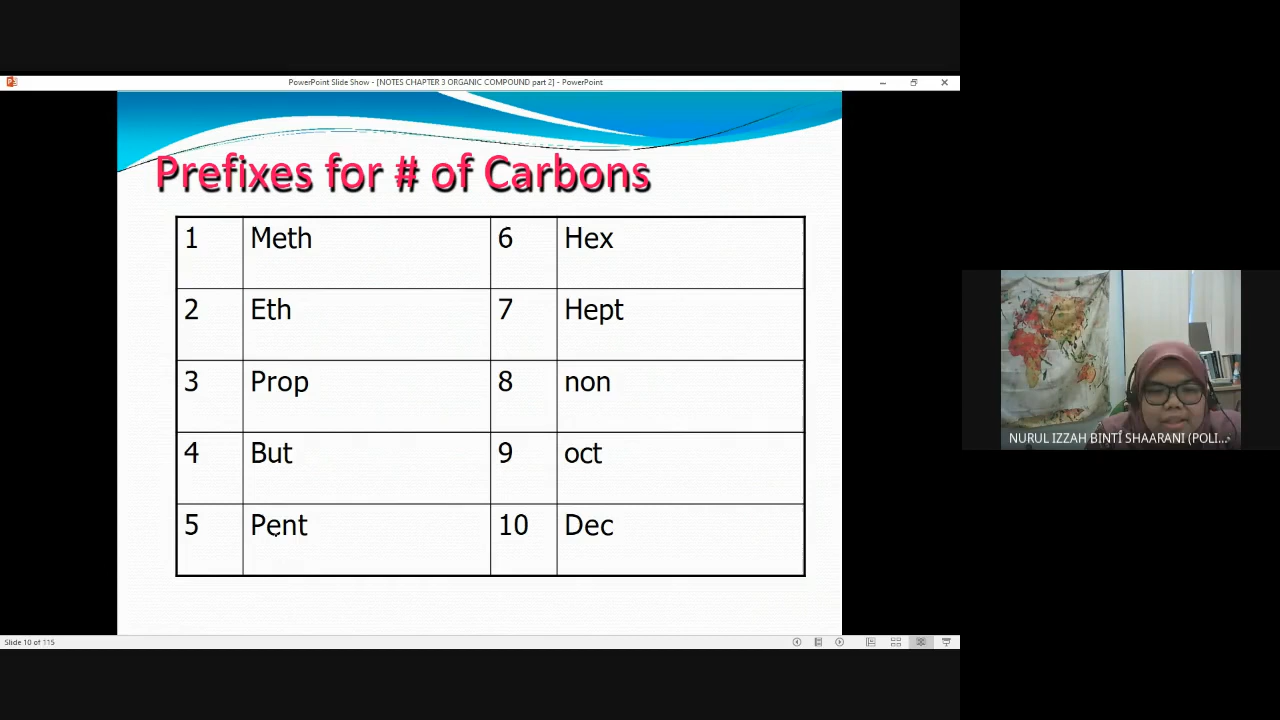 PowerPoint Slide Show - [NOTES CHAPTER 3 ORGANIC COMPOUND part 2] - PowerPoint
Prefixes for # of Carbons
1 Meth 6 Hex
2 Eth 7 Hept
3 Prop 8 non
4 But 9 oct
5 Pent 10 Dec
NURUL IZZAH BINTI SHAARANI (POLI...
Slide 10 of 115